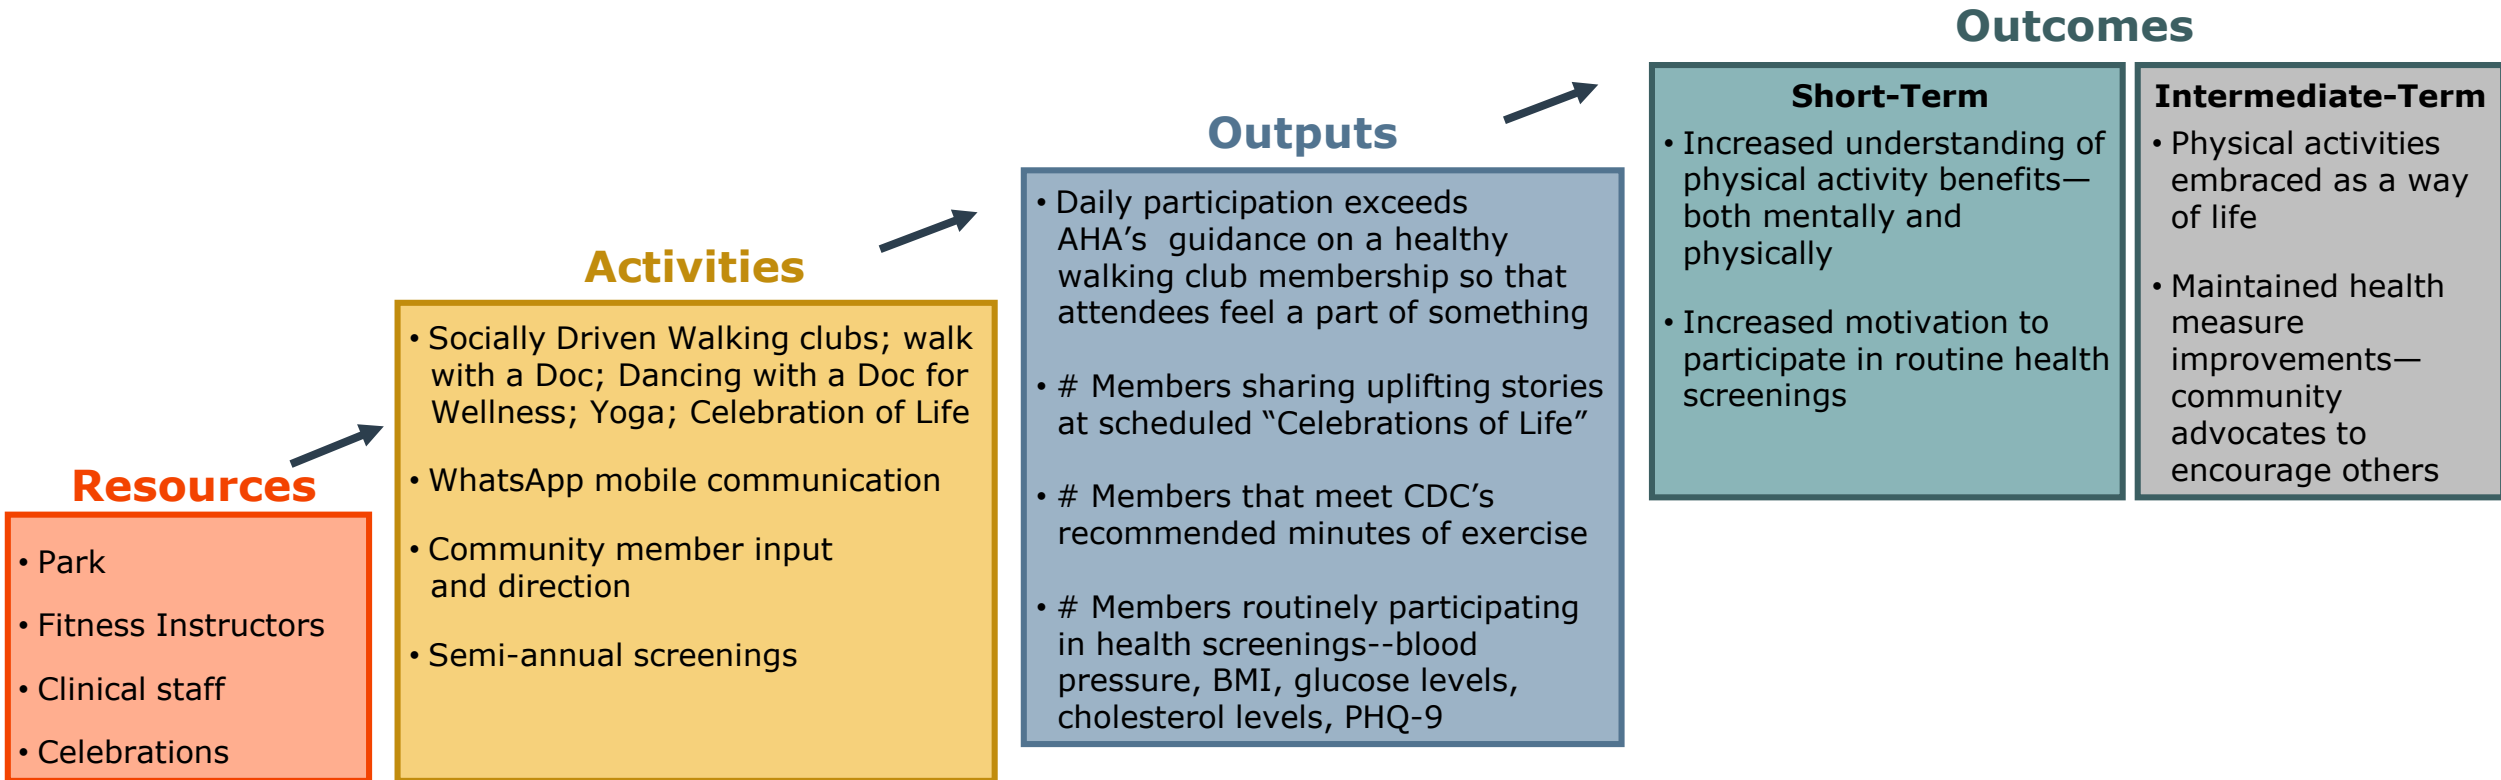 Resources
• Park
• Fitness Instructors
• Clinical staff
• Celebrations
Activities
• Socially Driven Walking clubs; walk
with a Doc; Dancing with a Doc for
Wellness; Yoga; Celebration of Life
• WhatsApp mobile communication
• Community member input
and direction
• Semi-annual screenings
Outputs
• Daily participation exceeds
AHA’s  guidance on a healthy
walking club membership so that
attendees feel a part of something
• # Members sharing uplifting stories
at scheduled “Celebrations of Life”
• # Members that meet CDC’s
recommended minutes of exercise
• # Members routinely participating
in health screenings--blood
pressure, BMI, glucose levels,
cholesterol levels, PHQ-9
Outcomes
Short-Term
• Increased understanding of
physical activity benefits—
both mentally and
physically
• Increased motivation to
participate in routine health
screenings
Intermediate-Term
• Physical activities
embraced as a way
of life
• Maintained health
measure
improvements—
community
advocates to
encourage others